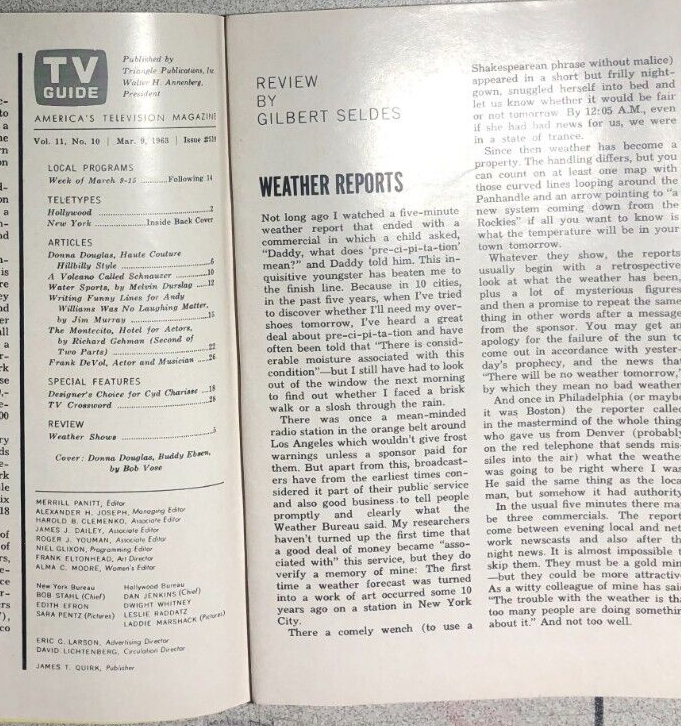 TV
GUIDE
Published by
Triangle Publications, In
Walter H. Annenberg,
President
AMERICA'S TELEVISION MAGAZINE
Vol. 11, No. 10 | Mar. 9, 1963 | Issue
LOCAL PROGRAMS
Week of March 9-15 ..........Following 14
TELETYPES
Hollywood ..........2
New York ..........Inside Back Cover
ARTICLES
Donna Douglas, Haute Couture
Hillbilly Style ..........6
A Volcano Called Schnauzer ..........10
Water Sports, by Melvin Durslag ..........12
Writing Funny Lines for Andy
Williams Was No Laughing Matter,
by Jim Murray ..........15
The Montecito, Hotel for Actors,
by Richard Gehman (Second of
Two Parts) ..........22
Frank DeVol, Actor and Musician ..........26
SPECIAL FEATURES
Designer's Choice for Cyd Charisse ..........18
TV Crossword ..........28
REVIEW
Weather Shows ..........5
Cover: Donna Douglas, Buddy Ebsen,
by Bob Vose
MERRILL PANITT, Editor
ALEXANDER H. JOSEPH, Managing Editor
HAROLD B. CLEMENKO, Associate Editor
JAMES J. DAILEY, Associate Editor
ROGER J. YOUMAN, Associate Editor
NIEL GLIXON, Programming Editor
FRANK ELTONHEAD, Art Director
ALMA C. MOORE, Women's Editor
New York Bureau
BOB STAHL (Chief)
EDITH EFRON
SARA PENTZ (Pictures)
Hollywood Bureau
DAN JENKINS (Chief)
DWIGHT WHITNEY
LESLIE RADDATZ
LADDIE MARSHACK (Pictures)
ERIC G. LARSON, Advertising Director
DAVID LICHTENBERG, Circulation Director
JAMES T. QUIRK, Publisher
REVIEW
BY
GILBERT SELDES
WEATHER REPORTS
Not long ago I watched a five-minute
weather report that ended with a
commercial in which a child asked,
"Daddy, what does 'pre-ci-pi-ta-tion'
mean?" and Daddy told him. This in-
quisitive youngster has beaten me to
the finish line. Because in 10 cities,
in the past five years, when I've tried
to discover whether I'll need my over-
shoes tomorrow, I've heard a great
deal about pre-ci-pi-ta-tion and have
often been told that "There is consid-
erable moisture associated with this
condition"—but I still have had to look
out of the window the next morning
to find out whether I faced a brisk
walk or a slosh through the rain.
There was once a mean-minded
radio station in the orange belt around
Los Angeles which wouldn't give frost
warnings unless a sponsor paid for
them. But apart from this, broadcast-
ers have from the earliest times con-
sidered it part of their public service
and also good business to tell people
promptly and clearly what the
Weather Bureau said. My researchers
haven't turned up the first time that
a good deal of money became "asso-
ciated with" this service, but they do
verify a memory of mine: The first
time a weather forecast was turned
into a work of art occurred some 10
years ago on a station in New York
City.
There a comely wench (to use a
Shakespearean phrase without malice)
appeared in a short but frilly night-
gown, snuggled herself into bed and
let us know whether it would be fair
or not tomorrow. By 12:05 A.M., even
if she had bad news for us, we were
in a state of trance.
Since then weather has become a
property. The handling differs, but you
can count on at least one map with
those curved lines looping around the
Panhandle and an arrow pointing to "a
new system coming down from the
Rockies" if all you want to know is
what the temperature will be in your
town tomorrow.
Whatever they show, the reports
usually begin with a retrospective
look at what the weather has been,
plus a lot of mysterious figures
and then a promise to repeat the same
thing in other words after a message
from the sponsor. You may get an
apology for the failure of the sun to
come out in accordance with yester-
day's prophecy, and the news that
"There will be no weather tomorrow,"
by which they mean no bad weather
And once in Philadelphia (or maybe
it was Boston) the reporter called
in the mastermind of the whole thing
who gave us from Denver (probably
on the red telephone that sends mis-
siles into the air) what the weather
was going to be right where I was
He said the same thing as the local
man, but somehow it had authority
In the usual five minutes there may
be three commercials. The report
come between evening local and net
work newscasts and also after th
night news. It is almost impossible t
skip them. They must be a gold min
—but they could be more attractive
As a witty colleague of mine has said
"The trouble with the weather is tha
too many people are doing somethin
about it." And not too well.